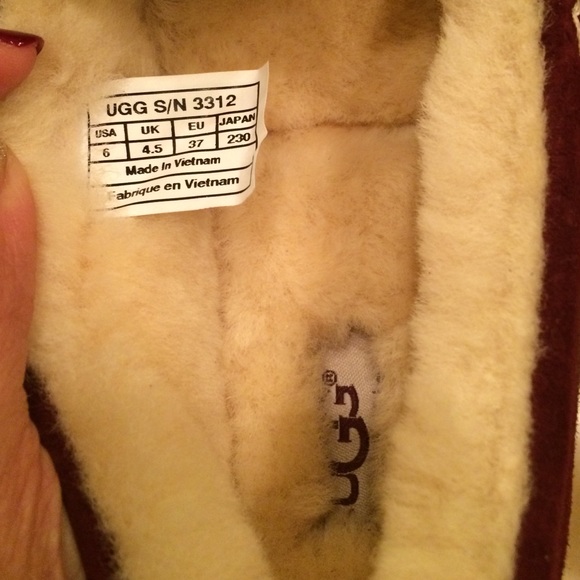 UGG S/N 3312
USA UK EU JAPAN
6 4.5 37 230
Made In Vietnam
Fabrique en Vietnam
UGG®